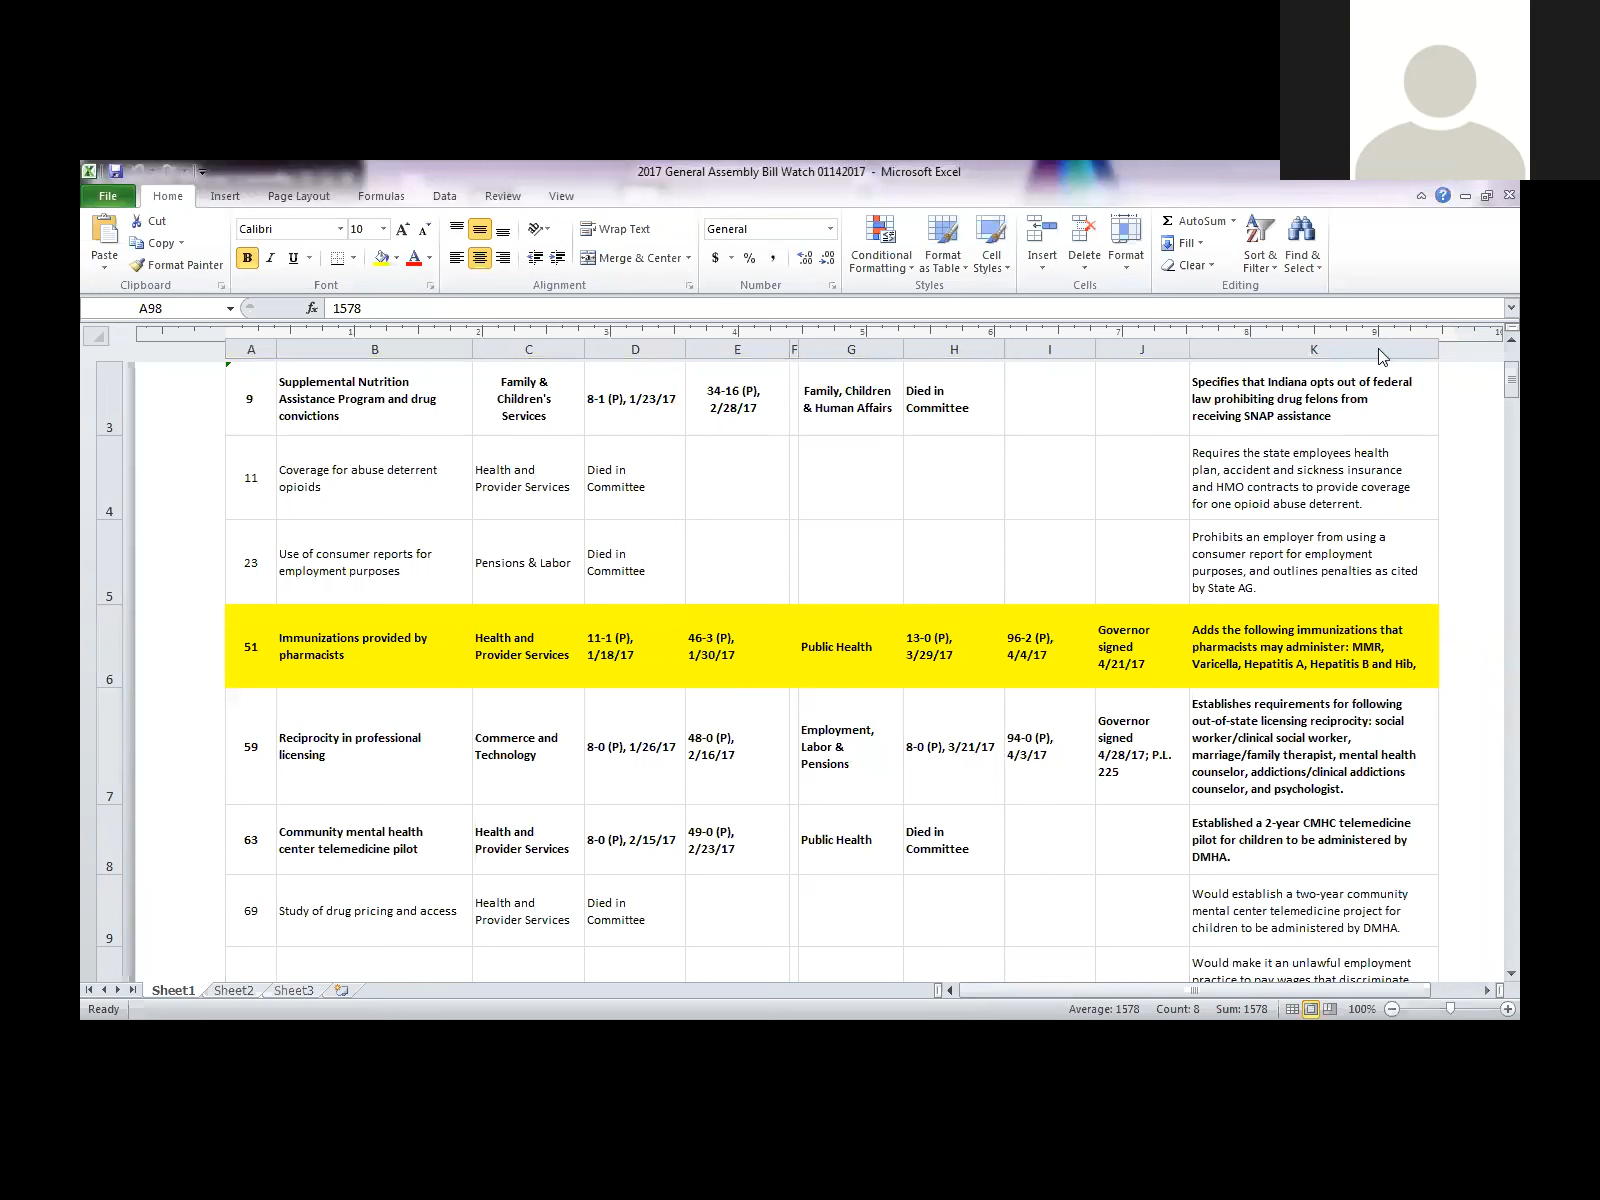 2017 General Assembly Bill Watch 01142017 - Microsoft Excel
File Home Insert Page Layout Formulas Data Review View
Paste
Cut
Copy
Format Painter
Clipboard
Calibri 10
B I U A
Font
Wrap Text
Merge & Center
Alignment
General
$ % ,
Number
Conditional Formatting
Format as Table
Cell Styles
Styles
Insert Delete Format
Cells
Σ AutoSum
Fill
Clear
Sort & Filter
Find & Select
Editing
A98 fx 1578
1 2 3 4 5 6 7 8 9
A B C D E F G H I J K
3
9
Supplemental Nutrition
Assistance Program and drug
convictions
Family &
Children's
Services
8-1 (P), 1/23/17
34-16 (P),
2/28/17
Family, Children
& Human Affairs
Died in
Committee
Specifies that Indiana opts out of federal
law prohibiting drug felons from
receiving SNAP assistance
4
11
Coverage for abuse deterrent
opioids
Health and
Provider Services
Died in
Committee
Requires the state employees health
plan, accident and sickness insurance
and HMO contracts to provide coverage
for one opioid abuse deterrent.
5
23
Use of consumer reports for
employment purposes
Pensions & Labor
Died in
Committee
Prohibits an employer from using a
consumer report for employment
purposes, and outlines penalties as cited
by State AG.
6
51
Immunizations provided by
pharmacists
Health and
Provider Services
11-1 (P),
1/18/17
46-3 (P),
1/30/17
Public Health
13-0 (P),
3/29/17
96-2 (P),
4/4/17
Governor
signed
4/21/17
Adds the following immunizations that
pharmacists may administer: MMR,
Varicella, Hepatitis A, Hepatitis B and Hib,
7
59
Reciprocity in professional
licensing
Commerce and
Technology
8-0 (P), 1/26/17
48-0 (P),
2/16/17
Employment,
Labor &
Pensions
8-0 (P), 3/21/17
94-0 (P),
4/3/17
Governor
signed
4/28/17; P.L.
225
Establishes requirements for following
out-of-state licensing reciprocity: social
worker/clinical social worker,
marriage/family therapist, mental health
counselor, addictions/clinical addictions
counselor, and psychologist.
8
63
Community mental health
center telemedicine pilot
Health and
Provider Services
8-0 (P), 2/15/17
49-0 (P),
2/23/17
Public Health
Died in
Committee
Established a 2-year CMHC telemedicine
pilot for children to be administered by
DMHA.
9
69
Study of drug pricing and access
Health and
Provider Services
Died in
Committee
Would establish a two-year community
mental center telemedicine project for
children to be administered by DMHA.
Would make it an unlawful employment
practice to pay wages that discriminate
Sheet1 Sheet2 Sheet3
Ready
Average: 1578 Count: 8 Sum: 1578 100%